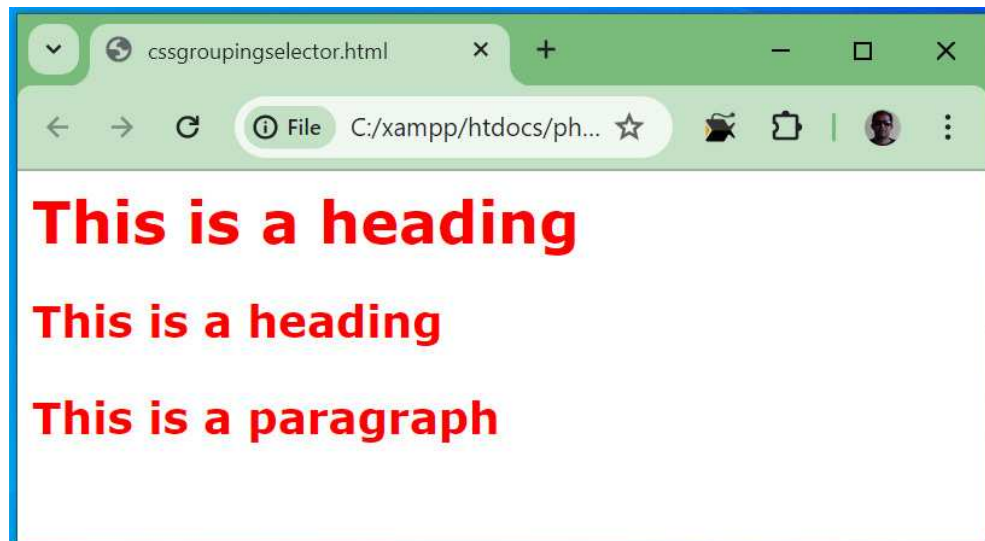 cssgroupingselector.html
File C:/xampp/htdocs/ph...
This is a heading
This is a heading
This is a paragraph